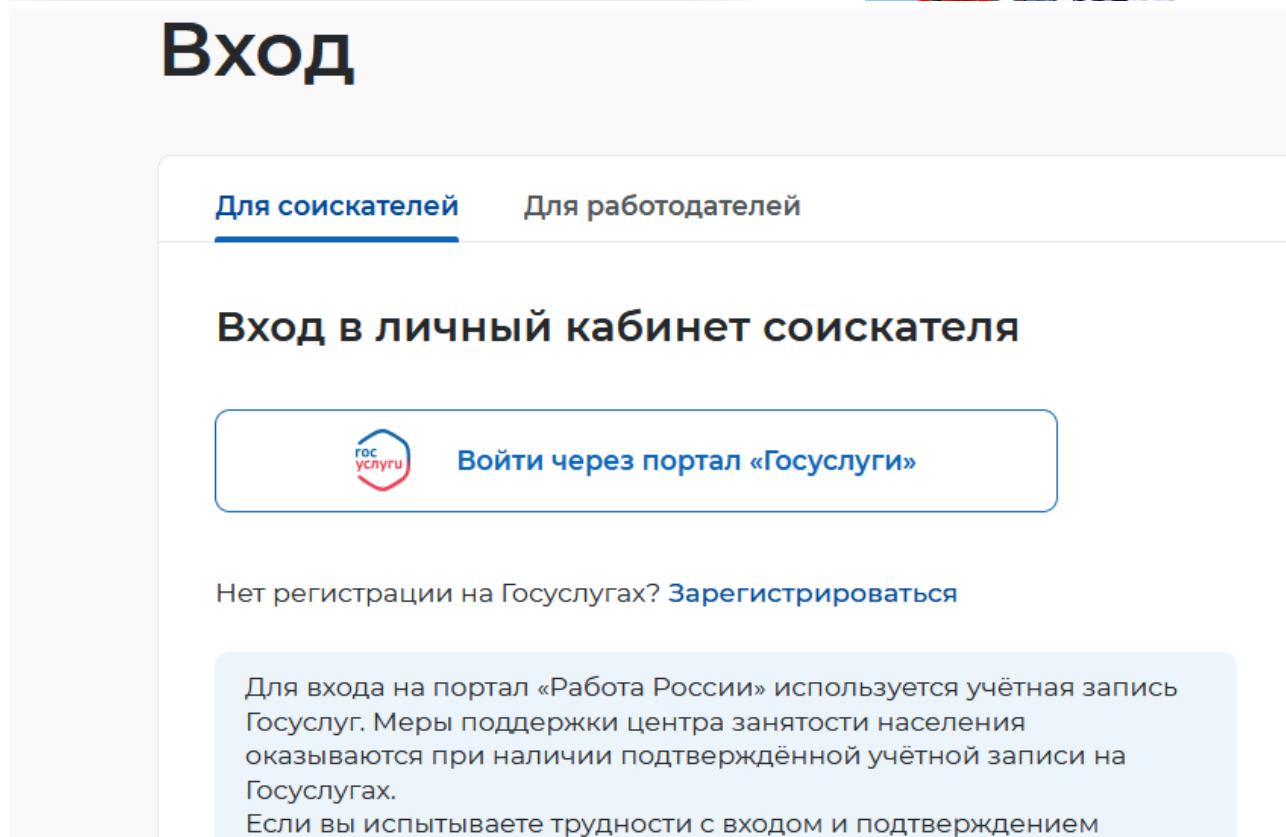 Вход
Для соискателей Для работодателей
Вход в личный кабинет соискателя
гос
услуги
Войти через портал «Госуслуги»
Нет регистрации на Госуслугах? Зарегистрироваться
Для входа на портал «Работа России» используется учётная запись
Госуслуг. Меры поддержки центра занятости населения
оказываются при наличии подтверждённой учётной записи на
Госуслугах.
Если вы испытываете трудности с входом и подтверждением